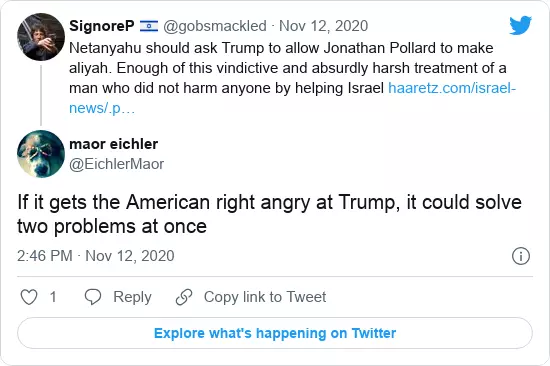 SignoreP 🇮🇱 @gobsmackled · Nov 12, 2020
Netanyahu should ask Trump to allow Jonathan Pollard to make
aliyah. Enough of this vindictive and absurdly harsh treatment of a
man who did not harm anyone by helping Israel haaretz.com/israel-
news/.p…
maor eichler
@EichlerMaor
If it gets the American right angry at Trump, it could solve
two problems at once
2:46 PM · Nov 12, 2020
1 Reply Copy link to Tweet
Explore what's happening on Twitter